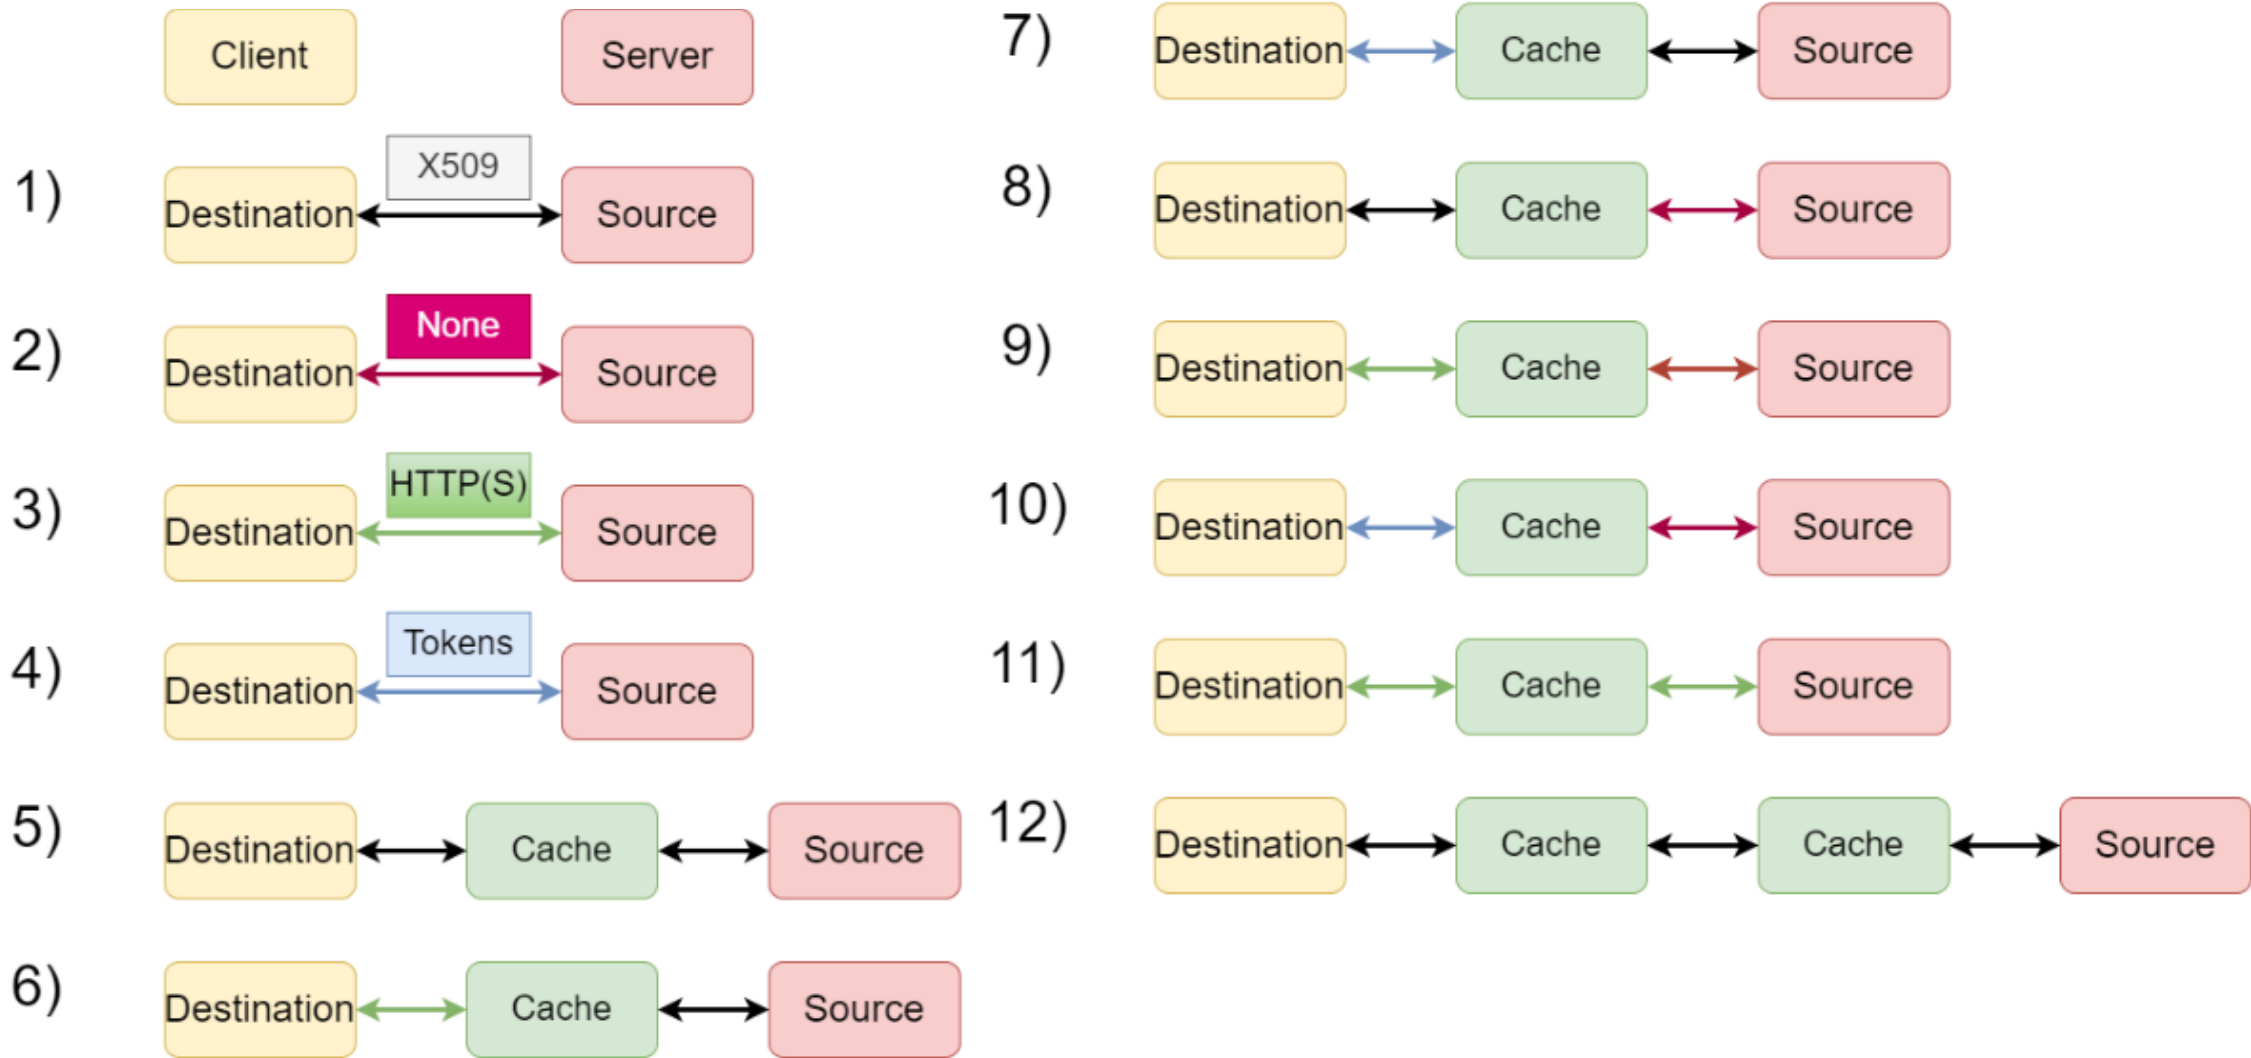 Client
Server
1)
X509
Destination
Source
2)
None
Destination
Source
3)
HTTP(S)
Destination
Source
4)
Tokens
Destination
Source
5)
Destination
Cache
Source
6)
Destination
Cache
Source
7)
Destination
Cache
Source
8)
Destination
Cache
Source
9)
Destination
Cache
Source
10)
Destination
Cache
Source
11)
Destination
Cache
Source
12)
Destination
Cache
Cache
Source